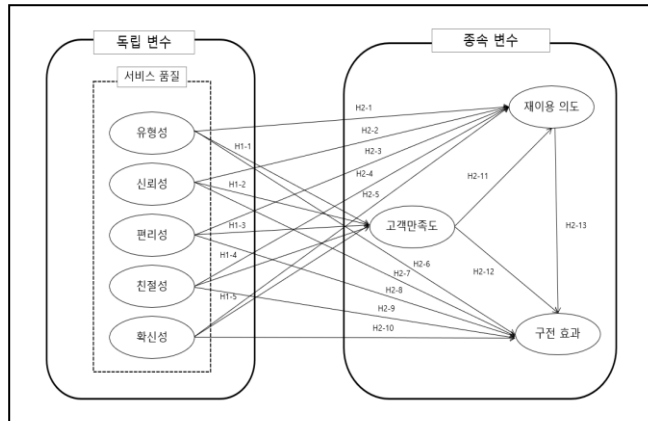 독립 변수
종속 변수
서비스 품질
유형성
신뢰성
편리성
친절성
확신성
H1-1
H1-2
H1-3
H1-4
H1-5
H2-1
H2-2
H2-3
H2-4
H2-5
H2-6
H2-7
H2-8
H2-9
H2-10
재이용 의도
H2-11
고객만족도
H2-12
H2-13
구전 효과